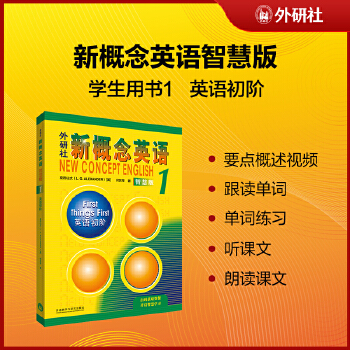 外研社
新概念英语智慧版
学生用书1 英语初阶
外研社
新概念英语
NEW CONCEPT ENGLISH
智慧版
1
First
Things First
英语初阶
要点概述视频
跟读单词
单词练习
听课文
朗读课文